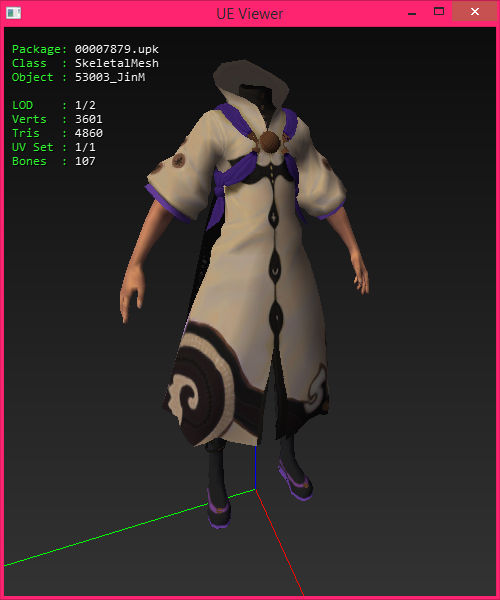 UE Viewer
Package: 00007879.upk
Class  : SkeletalMesh
Object : 53003_JinM
LOD    : 1/2
Verts  : 3601
Tris   : 4860
UV Set : 1/1
Bones  : 107